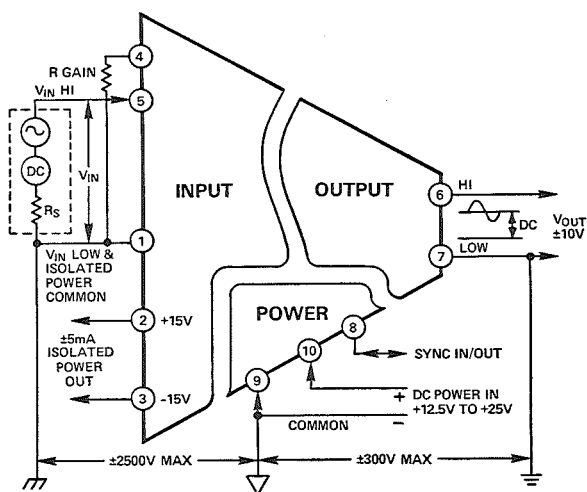 4
R GAIN
V_IN HI
5
V_IN
DC
R_S
INPUT
OUTPUT
6
HI
DC
V_OUT
±10V
LOW
7
1
V_IN LOW &
ISOLATED
POWER
COMMON
POWER
8
SYNC IN/OUT
2
+15V
±5mA
ISOLATED
POWER
OUT
10
+
DC POWER IN
+12.5V TO +25V
9
COMMON
−
3
-15V
±2500V MAX
±300V MAX